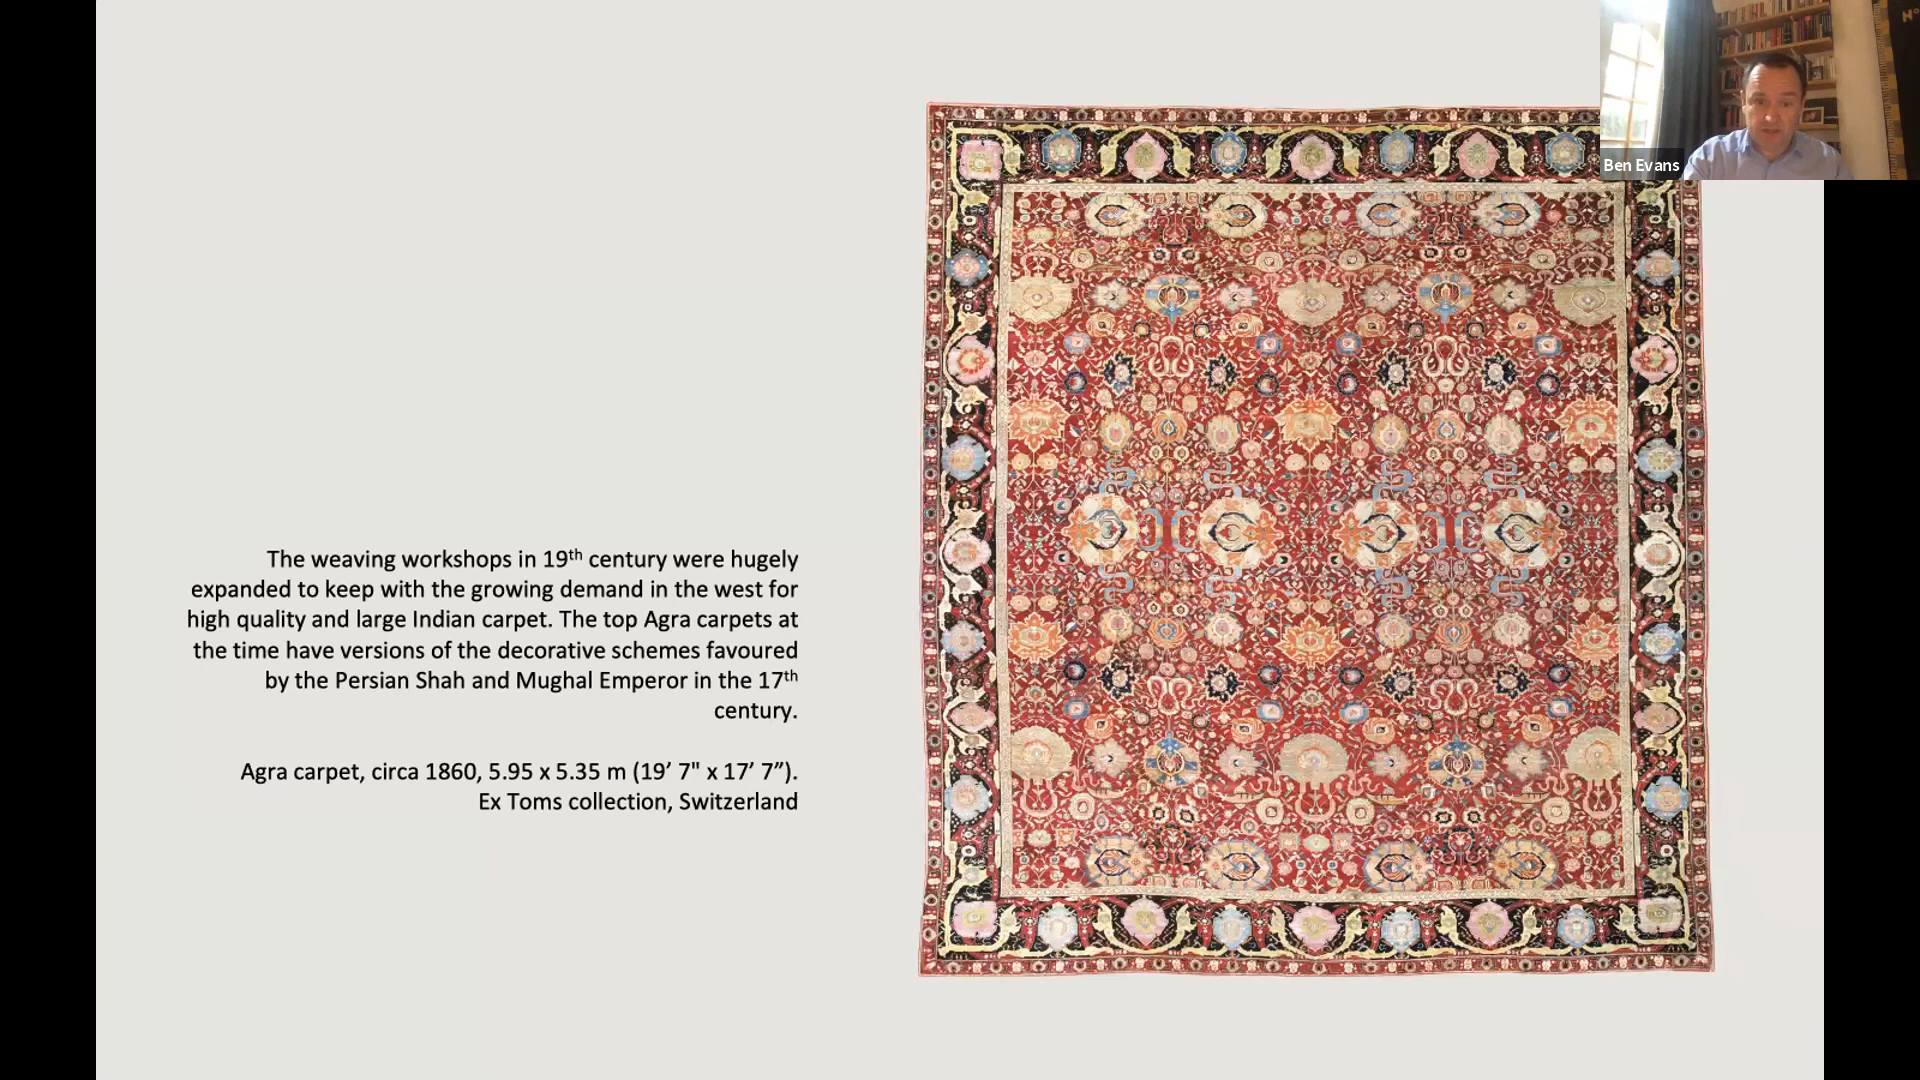 Ben Evans
The weaving workshops in 19th century were hugely
expanded to keep with the growing demand in the west for
high quality and large Indian carpet. The top Agra carpets at
the time have versions of the decorative schemes favoured
by the Persian Shah and Mughal Emperor in the 17th
century.
Agra carpet, circa 1860, 5.95 x 5.35 m (19’ 7" x 17’ 7”).
Ex Toms collection, Switzerland